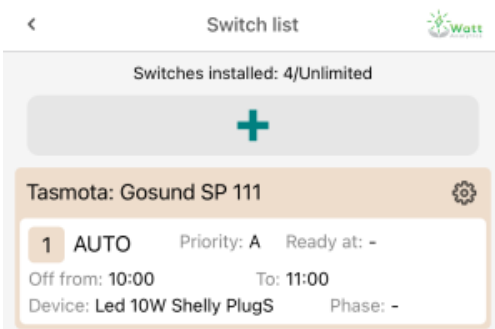 Switch list
Watt
Analytics
Switches installed: 4/Unlimited
Tasmota: Gosund SP 111
1 AUTO Priority: A Ready at: -
Off from: 10:00 To: 11:00
Device: Led 10W Shelly PlugS Phase: -